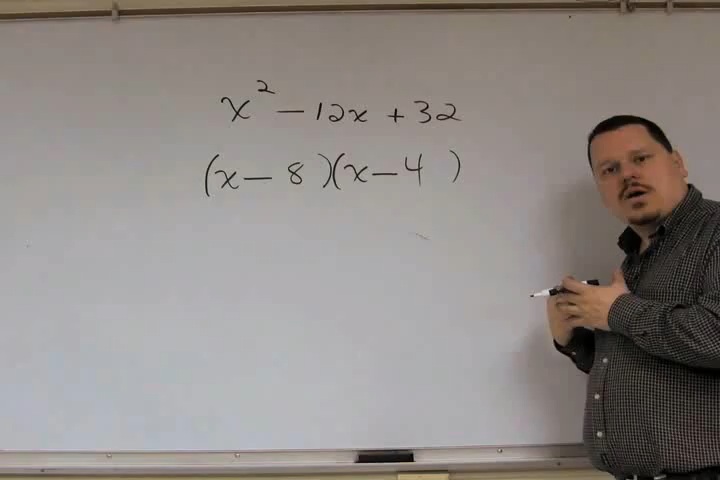 x² - 12x + 32
(x - 8)(x - 4)